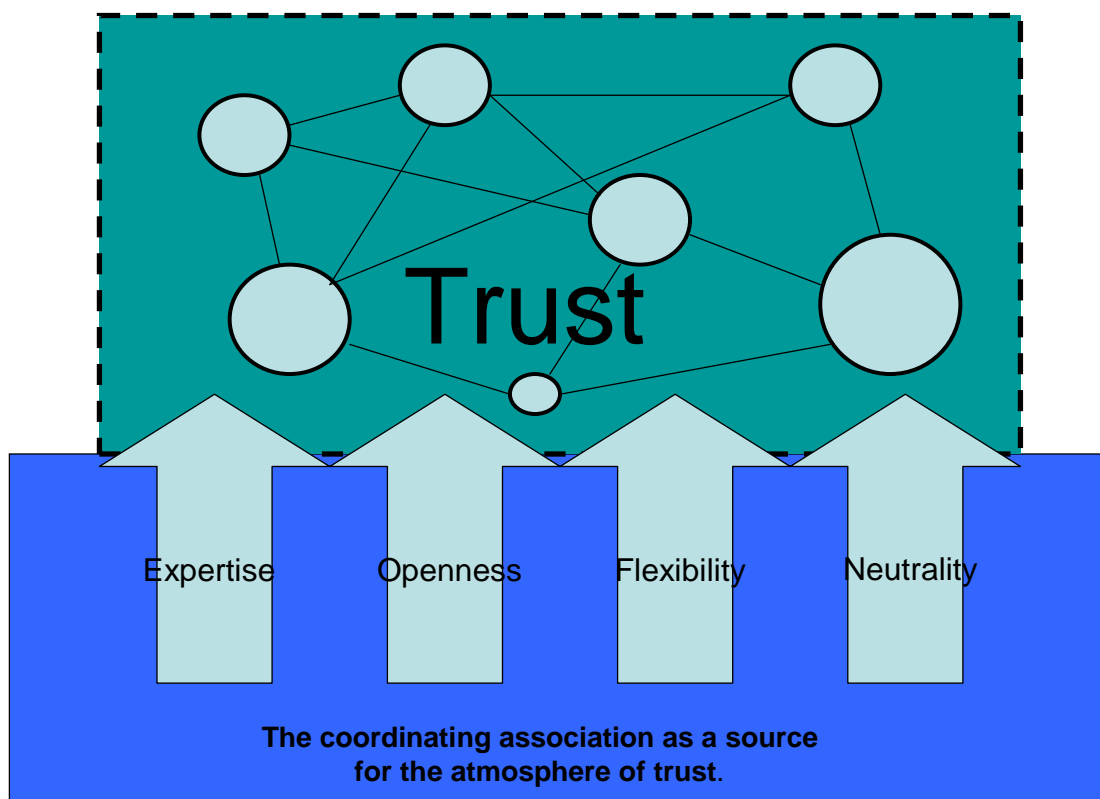 Trust
Expertise Openness Flexibility Neutrality
The coordinating association as a source
for the atmosphere of trust.